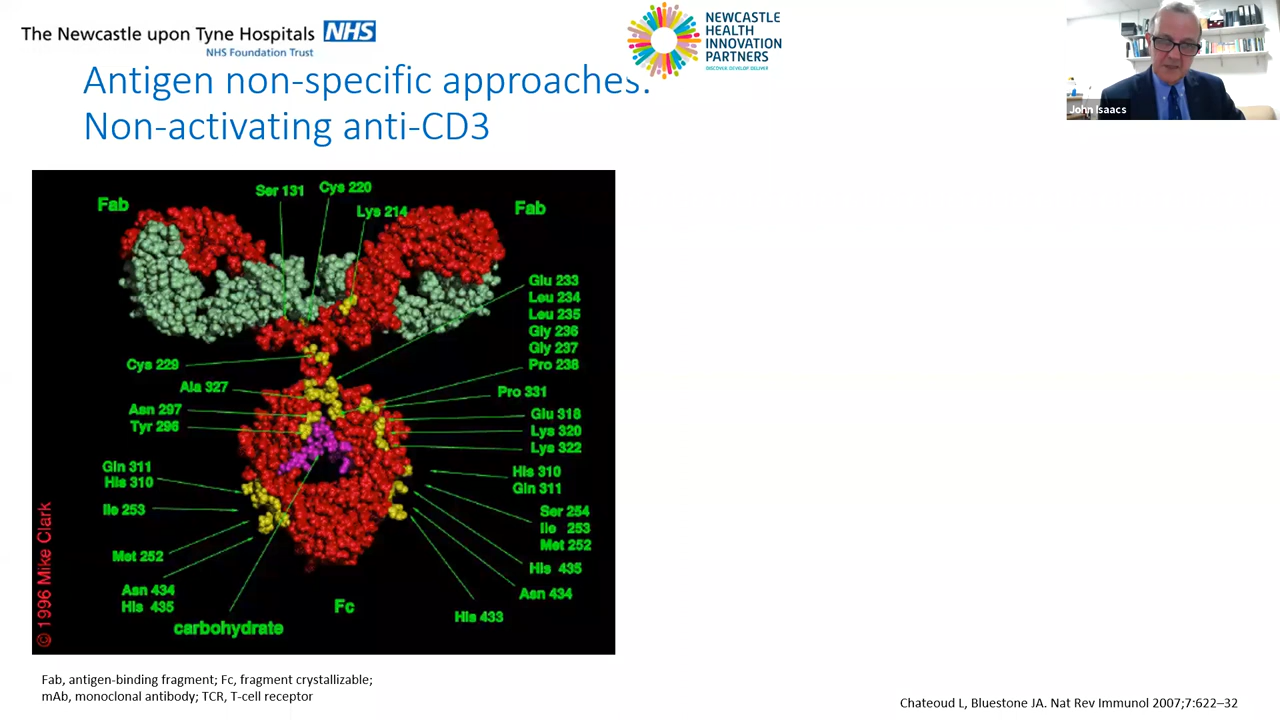 The Newcastle upon Tyne Hospitals NHS
NHS Foundation Trust
NEWCASTLE
HEALTH
INNOVATION
PARTNERS
DISCOVER DEVELOP DELIVER
John Isaacs
Antigen non-specific approaches:
Non-activating anti-CD3
Ser 131
Cys 220
Lys 214
Fab
Fab
Glu 233
Leu 234
Leu 235
Gly 236
Gly 237
Pro 238
Cys 229
Ala 327
Pro 331
Asn 297
Tyr 296
Glu 318
Lys 320
Lys 322
Gln 311
His 310
His 310
Gln 311
Ile 253
Ser 254
Ile 253
Met 252
Met 252
His 435
Asn 434
His 435
Asn 434
Fc
His 433
carbohydrate
© 1996 Mike Clark
Fab, antigen-binding fragment; Fc, fragment crystallizable;
mAb, monoclonal antibody; TCR, T-cell receptor
Chateoud L, Bluestone JA. Nat Rev Immunol 2007;7:622–32